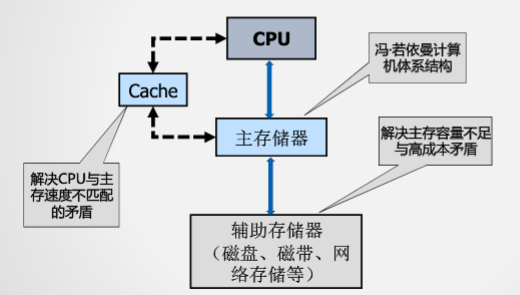 CPU
冯·若依曼计算
机体系结构
Cache
主存储器
解决主存容量不足
与高成本矛盾
解决CPU与主
存速度不匹配
的矛盾
辅助存储器
（磁盘、磁带、网
络存储等）